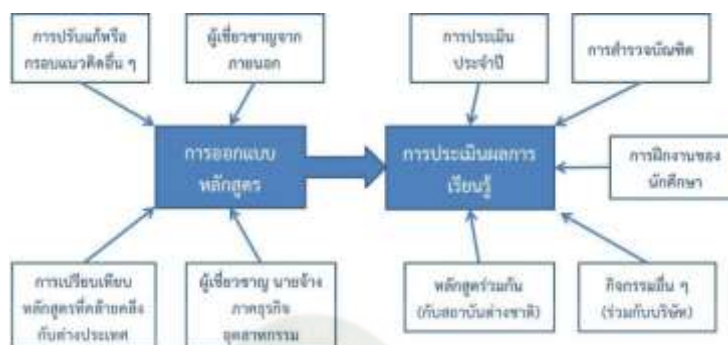 การปรับแก้หรือ
กรอบแนวคิดอื่น ๆ
ผู้เชี่ยวชาญจาก
ภายนอก
การประเมิน
ประจำปี
การสำรวจบัณฑิต
การออกแบบ
หลักสูตร
การประเมินผลการ
เรียนรู้
การฝึกงานของ
นักศึกษา
การเปรียบเทียบ
หลักสูตรที่คล้ายคลึง
กับต่างประเทศ
ผู้เชี่ยวชาญ นายจ้าง
ภาคธุรกิจ
อุตสาหกรรม
หลักสูตรร่วมกัน
(กับสถาบันต่างชาติ)
กิจกรรมอื่น ๆ
(ร่วมกับบริษัท)